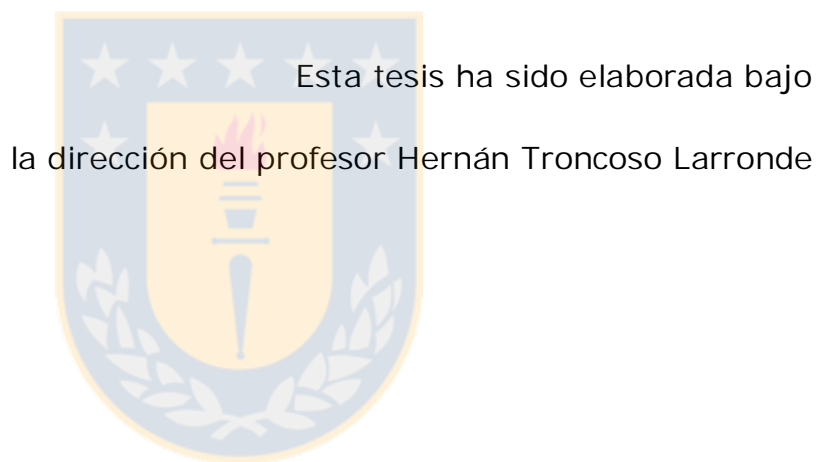 Esta tesis ha sido elaborada bajo
la dirección del profesor Hernán Troncoso Larronde